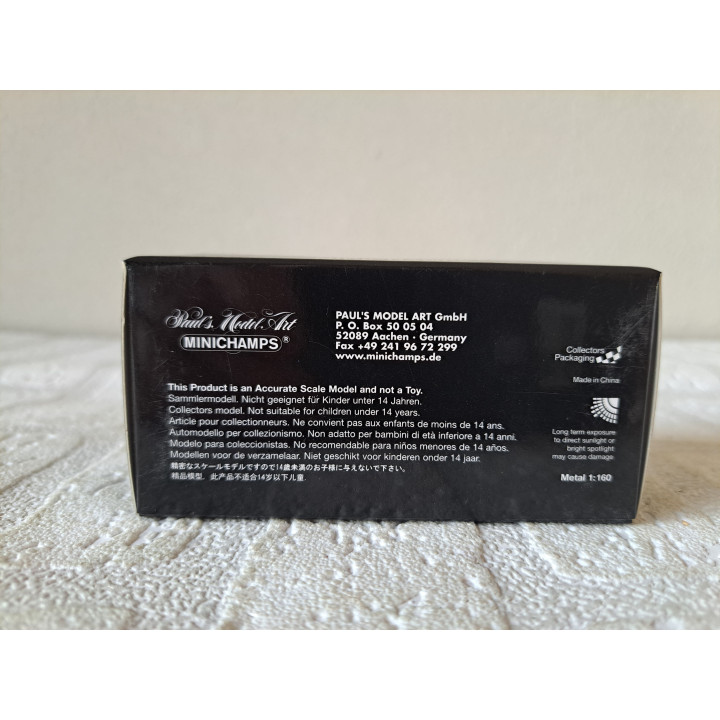 Paul's Model Art
MINICHAMPS®
PAUL'S MODEL ART GmbH
P. O. Box 50 05 04
52089 Aachen · Germany
Fax +49 241 96 72 299
www.minichamps.de
Collectors
Packaging
Made in China
This Product is an Accurate Scale Model and not a Toy.
Sammlermodell. Nicht geeignet für Kinder unter 14 Jahren.
Collectors model. Not suitable for children under 14 years.
Article pour collectionneurs. Ne convient pas aux enfants de moins de 14 ans.
Automodello per collezionismo. Non adatto per bambini di età inferiore a 14 anni.
Modelo para coleccionistas. No recomendable para niños menores de 14 años.
Modellen voor de verzamelaar. Niet geschikt voor kinderen onder 14 jaar.
精密なスケールモデルですので14歳未満のお子様に与えないで下さい。
精品模型，此产品不适合14岁以下儿童.
Long term exposure
to direct sunlight or
bright spotlight
may cause damage.
Metal 1:160